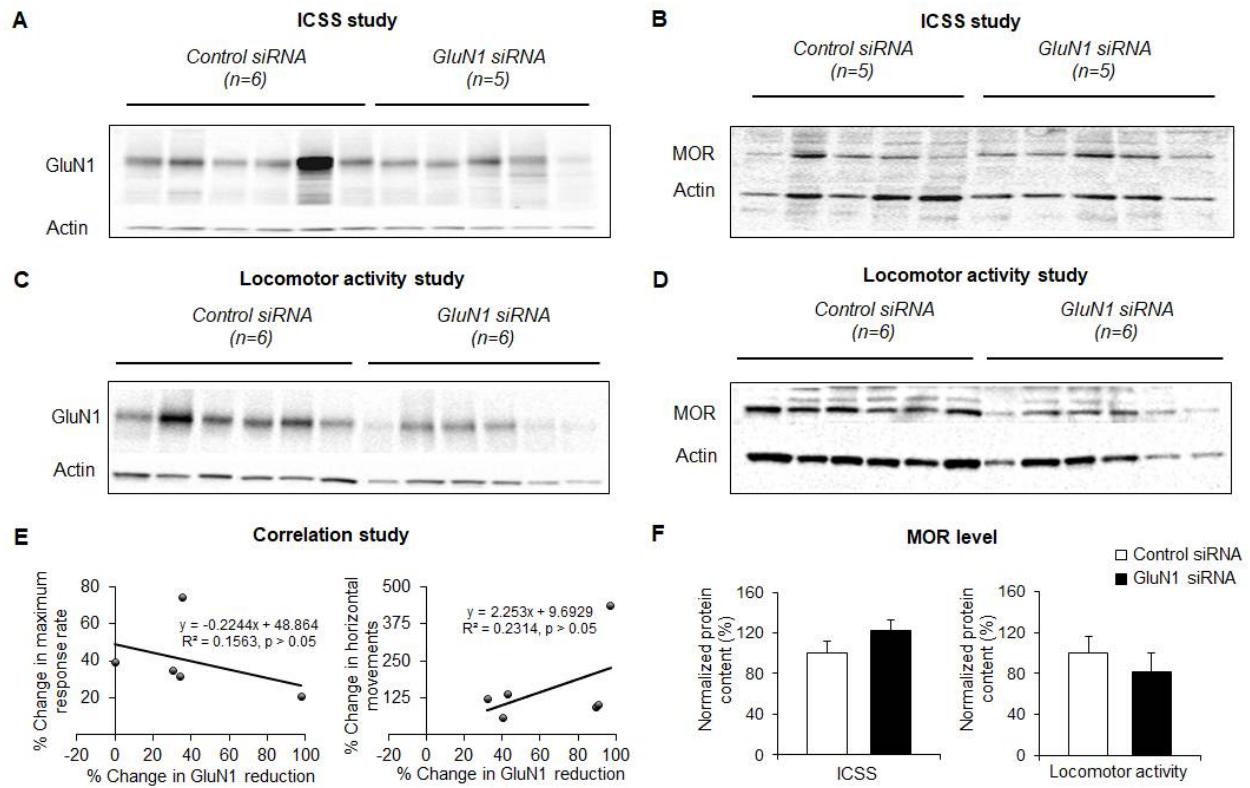 A
ICSS study
Control siRNA
(n=6)
GluN1 siRNA
(n=5)
GluN1
Actin
B
ICSS study
Control siRNA
(n=5)
GluN1 siRNA
(n=5)
MOR
Actin
C
Locomotor activity study
Control siRNA
(n=6)
GluN1 siRNA
(n=6)
GluN1
Actin
D
Locomotor activity study
Control siRNA
(n=6)
GluN1 siRNA
(n=6)
MOR
Actin
E
Correlation study
% Change in maximum
response rate
80
60
40
20
y = -0.2244x + 48.864
R² = 0.1563, p > 0.05
-20 0 20 40 60 80 100
% Change in GluN1 reduction
% Change in horizontal
movements
500
375
250
125
y = 2.253x + 9.6929
R² = 0.2314, p > 0.05
-20 0 20 40 60 80 100
% Change in GluN1 reduction
F
MOR level
Control siRNA
GluN1 siRNA
Normalized protein
content (%)
160
120
80
40
0
ICSS
Normalized protein
content (%)
160
120
80
40
0
Locomotor activity